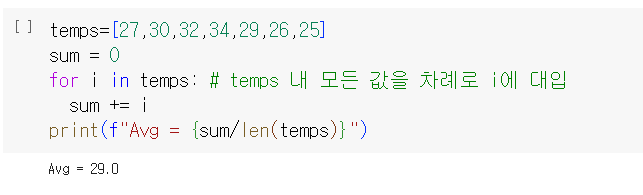 [ ] temps=[27,30,32,34,29,26,25]
sum = 0
for i in temps: # temps 내 모든 값을 차례로 i에 대입
  sum += i
print(f"Avg = {sum/len(temps)}")
Avg = 29.0